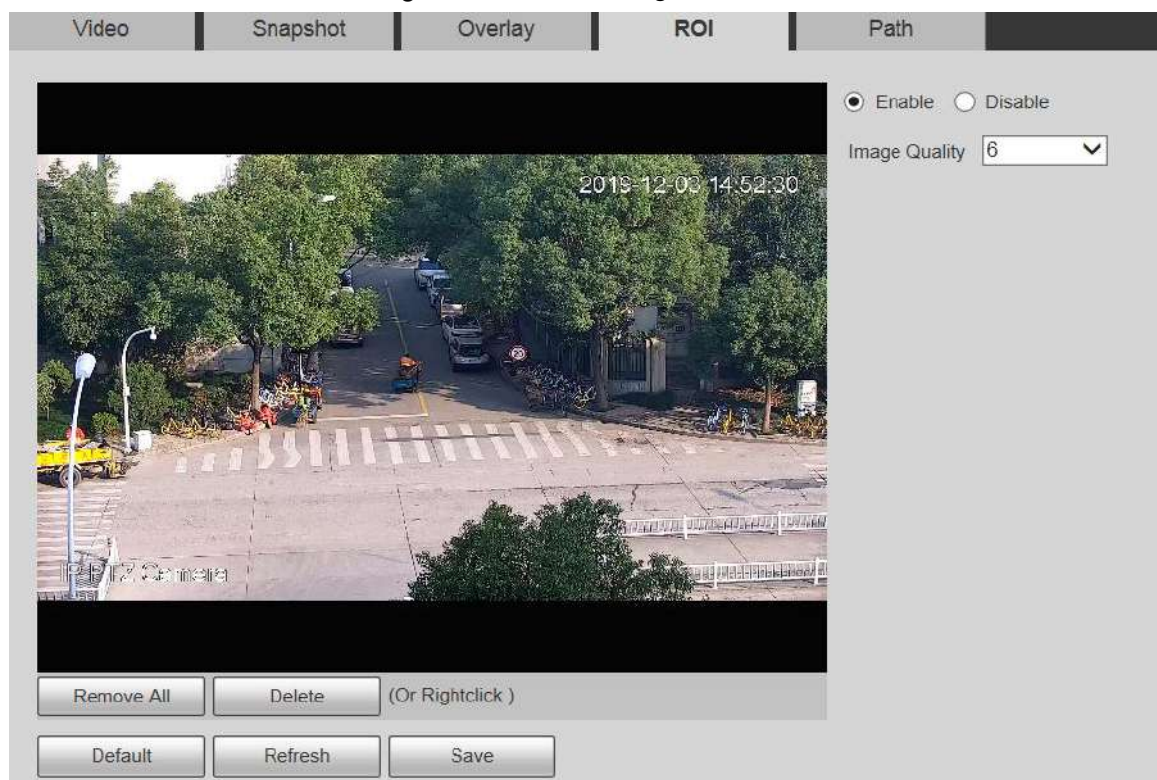 Video Snapshot Overlay ROI Path
Enable Disable
Image Quality 6
2019-12-03 14:52:30
20
IP PTZ Camera
Remove All Delete (Or Rightclick )
Default Refresh Save